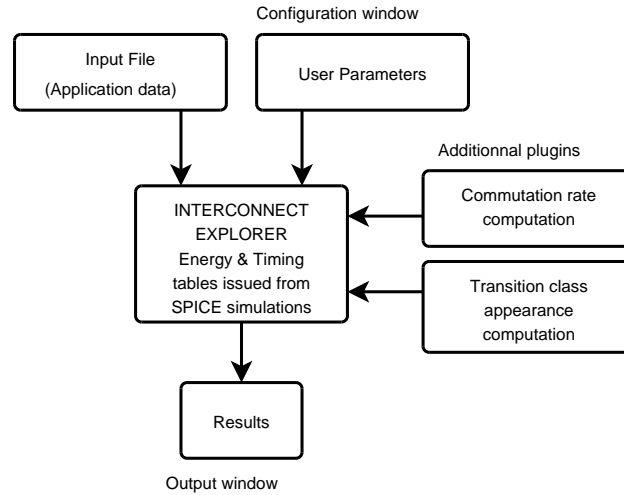 Configuration window
Input File
(Application data)
User Parameters
Additionnal plugins
INTERCONNECT
EXPLORER
Energy & Timing
tables issued from
SPICE simulations
Commutation rate
computation
Transition class
appearance
computation
Results
Output window